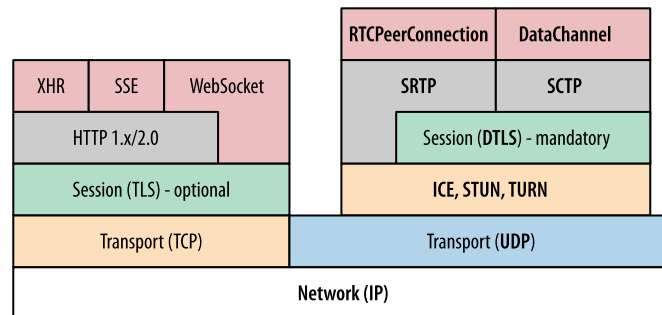 RTCPeerConnection DataChannel
XHR SSE WebSocket SRTP SCTP
HTTP 1.x/2.0 Session (DTLS) - mandatory
Session (TLS) - optional ICE, STUN, TURN
Transport (TCP) Transport (UDP)
Network (IP)